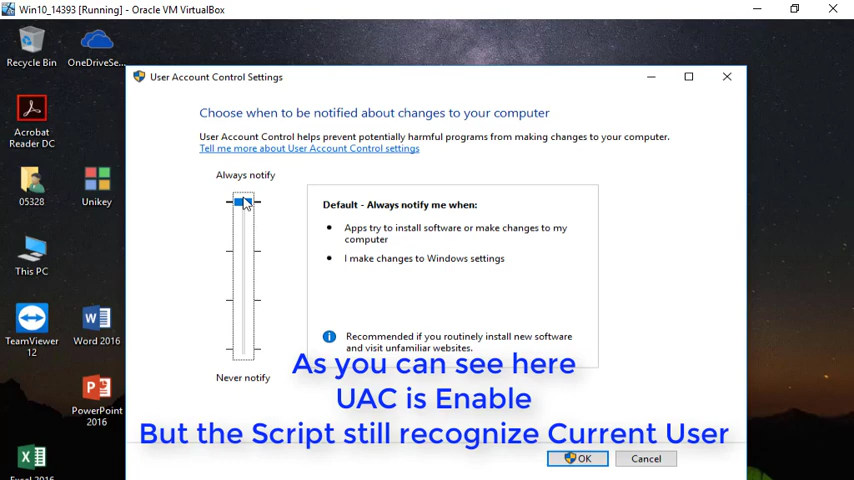 Win10_14393 [Running] - Oracle VM VirtualBox
Recycle Bin
OneDriveSe...
User Account Control Settings
Choose when to be notified about changes to your computer
User Account Control helps prevent potentially harmful programs from making changes to your computer.
Tell me more about User Account Control settings
Acrobat
Reader DC
05328
Unikey
This PC
TeamViewer
12
Word 2016
PowerPoint
2016
Excel 2016
Always notify
Default - Always notify me when:
Apps try to install software or make changes to my
computer
I make changes to Windows settings
Recommended if you routinely install new software
and visit unfamiliar websites.
Never notify
As you can see here
UAC is Enable
But the Script still recognize Current User
OK
Cancel